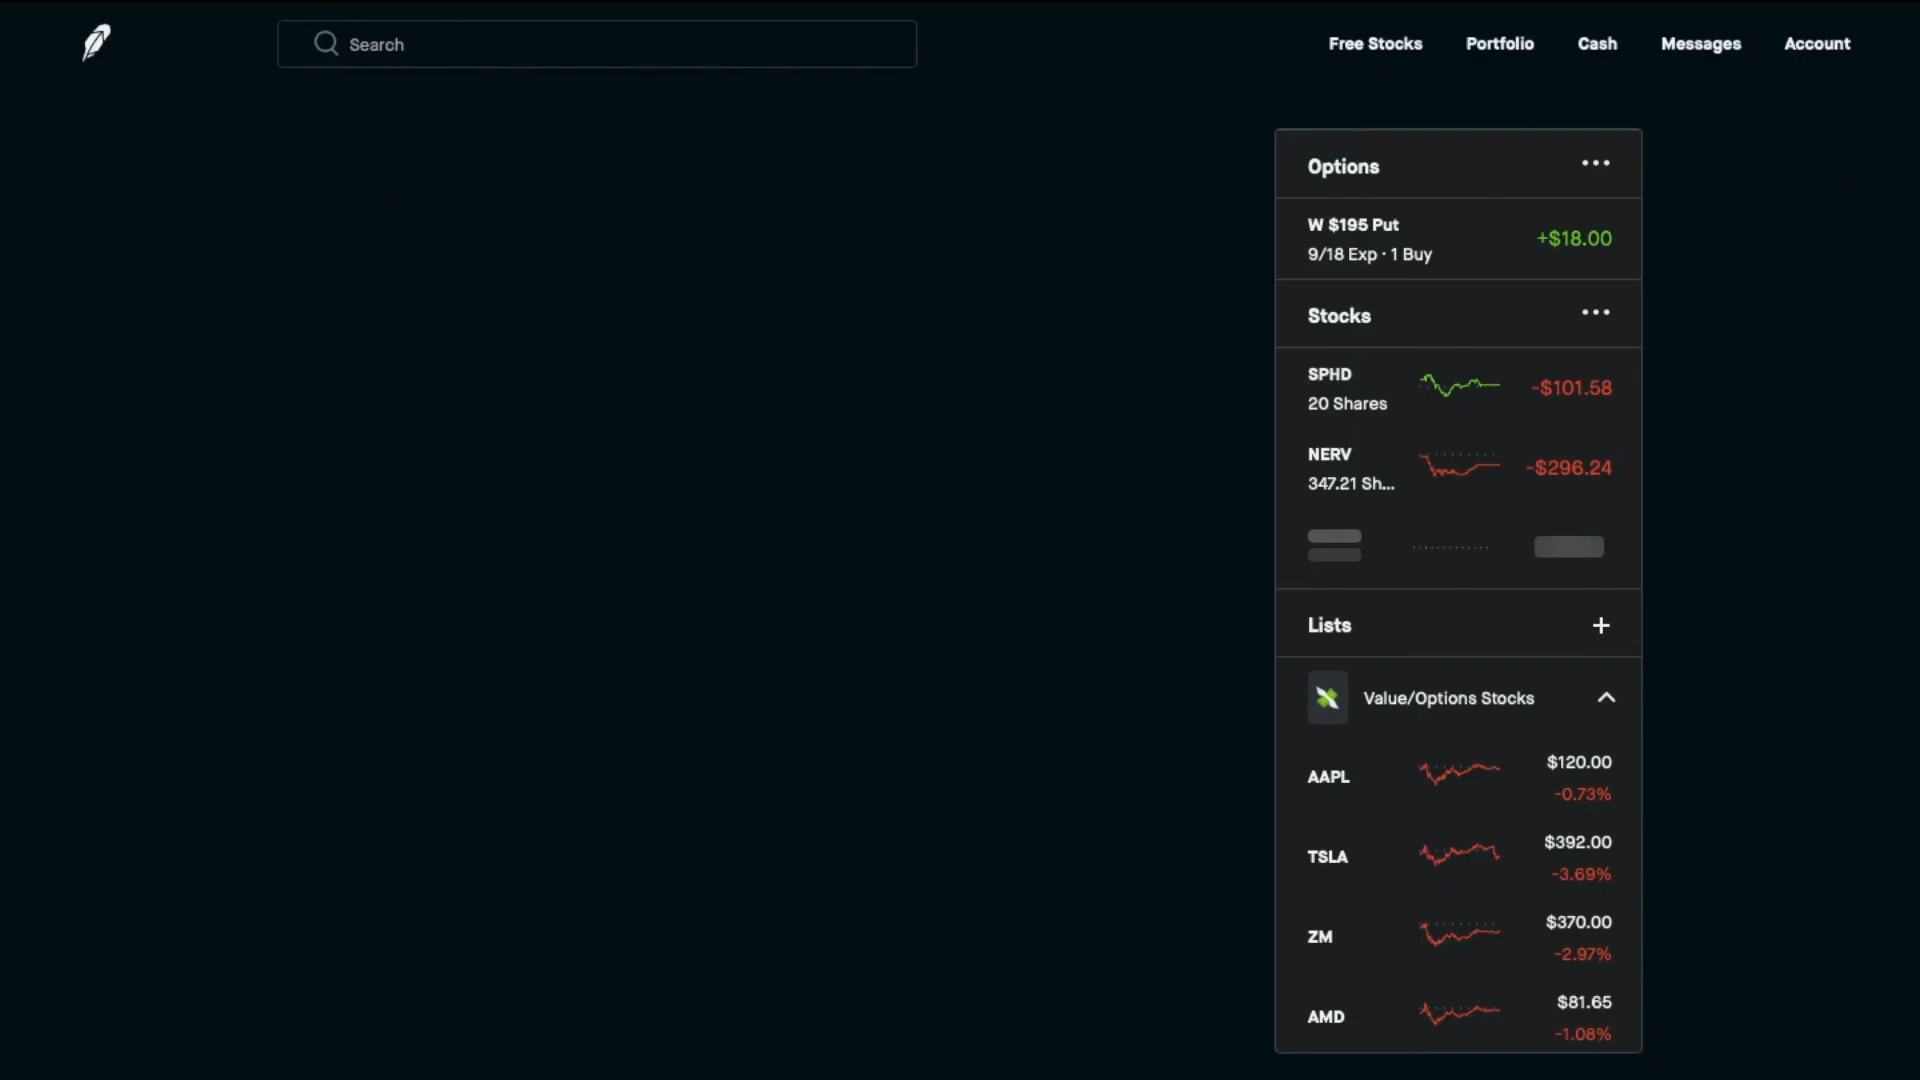 Search
Free Stocks
Portfolio
Cash
Messages
Account
Options
W $195 Put
9/18 Exp · 1 Buy
+$18.00
Stocks
SPHD
20 Shares
-$101.58
NERV
347.21 Sh...
-$296.24
Lists
Value/Options Stocks
AAPL
$120.00
-0.73%
TSLA
$392.00
-3.69%
ZM
$370.00
-2.97%
AMD
$81.65
-1.08%